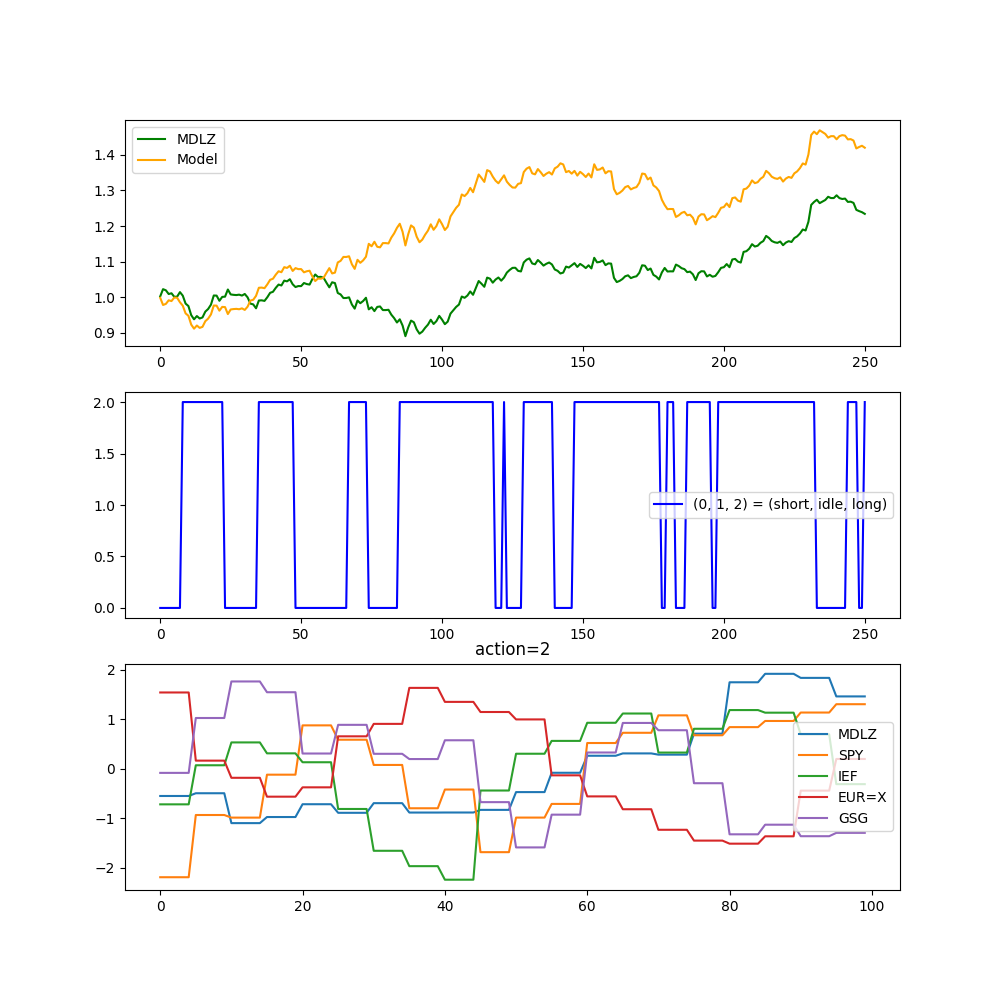 MDLZ
Model
1.4
1.3
1.2
1.1
1.0
0.9
0 50 100 150 200 250
2.0
1.5
1.0
0.5
0.0
(0, 1, 2) = (short, idle, long)
0 50 100 150 200 250
action=2
2
1
0
−1
−2
MDLZ
SPY
IEF
EUR=X
GSG
0 20 40 60 80 100